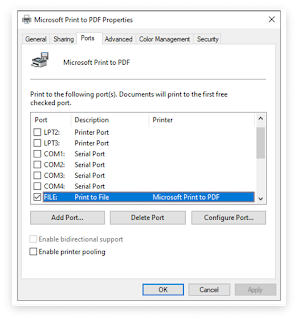 Microsoft Print to PDF Properties
General Sharing Ports Advanced Color Management Security
Microsoft Print to PDF
Print to the following port(s). Documents will print to the first free
checked port.
Port Description Printer
LPT2: Printer Port
LPT3: Printer Port
COM1: Serial Port
COM2: Serial Port
COM3: Serial Port
COM4: Serial Port
FILE: Print to File Microsoft Print to PDF
Add Port... Delete Port Configure Port...
Enable bidirectional support
Enable printer pooling
OK Cancel Apply